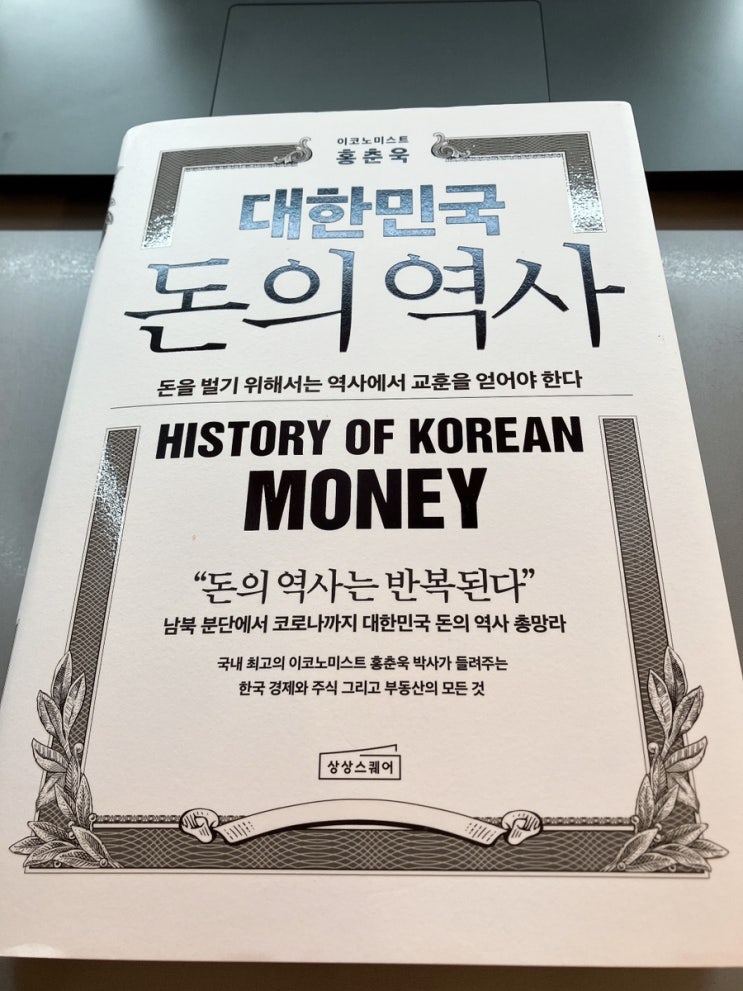 이코노미스트
홍춘욱
대한민국
돈의 역사
돈을 벌기 위해서는 역사에서 교훈을 얻어야 한다
HISTORY OF KOREAN
MONEY
“돈의 역사는 반복된다”
남북 분단에서 코로나까지 대한민국 돈의 역사 총망라
국내 최고의 이코노미스트 홍춘욱 박사가 들려주는
한국 경제와 주식 그리고 부동산의 모든 것
상상스퀘어